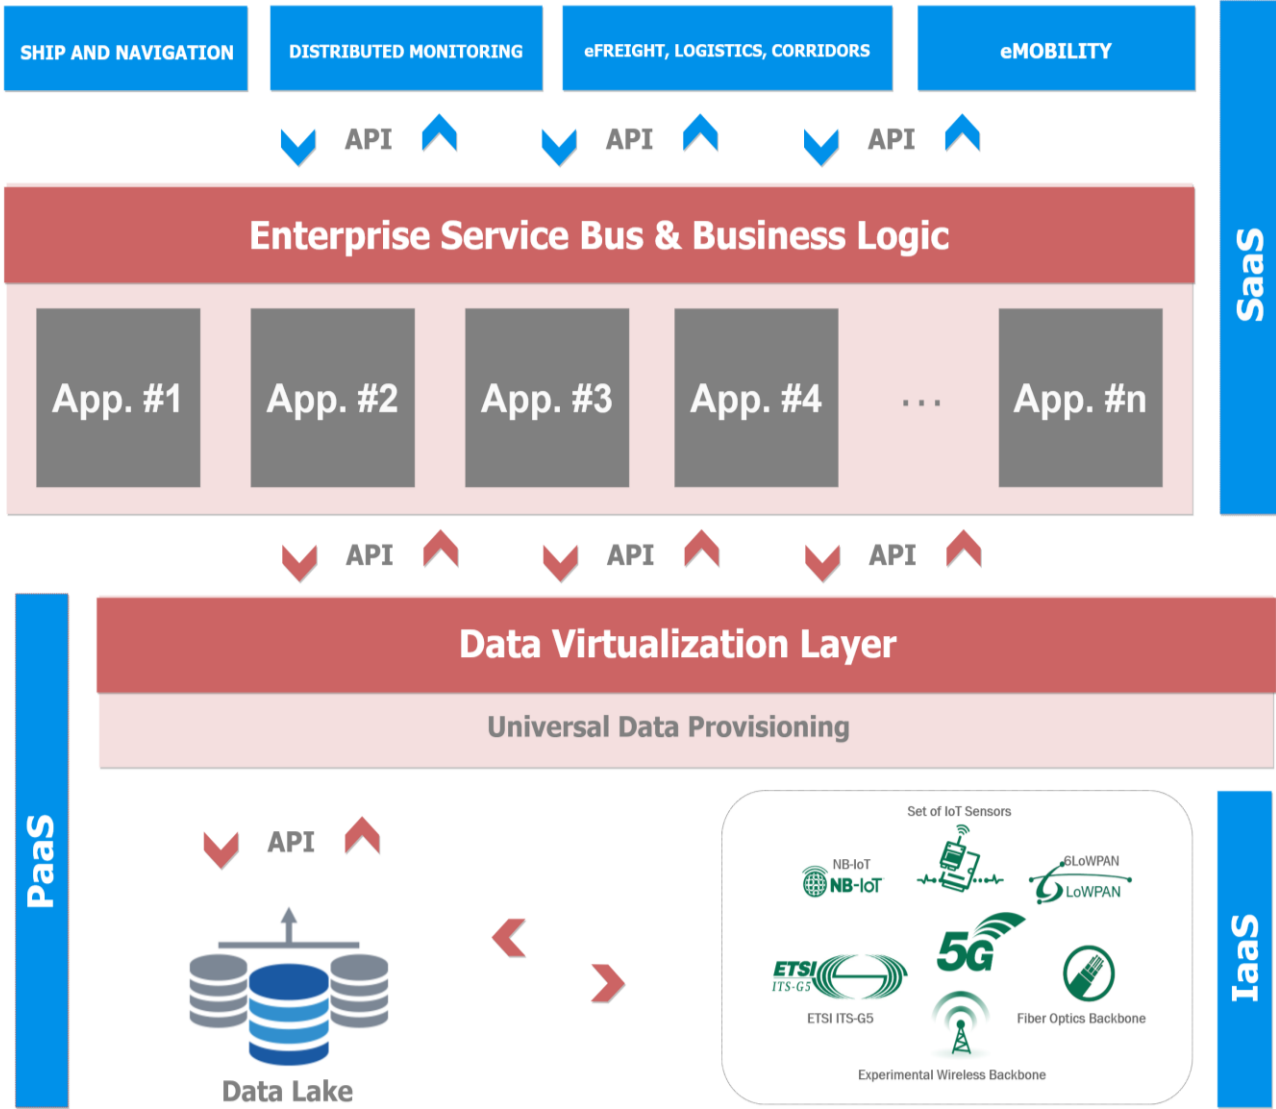 SHIP AND NAVIGATION
DISTRIBUTED MONITORING
eFREIGHT, LOGISTICS, CORRIDORS
eMOBILITY
API
API
API
Enterprise Service Bus & Business Logic
SaaS
App. #1
App. #2
App. #3
App. #4
...
App. #n
API
API
API
Data Virtualization Layer
Universal Data Provisioning
PaaS
API
Data Lake
Set of IoT Sensors
NB-IoT
NB-IoT
6LoWPAN
LoWPAN
5G
ETSI
ITS-G5
ETSI ITS-G5
Fiber Optics Backbone
Experimental Wireless Backbone
IaaS